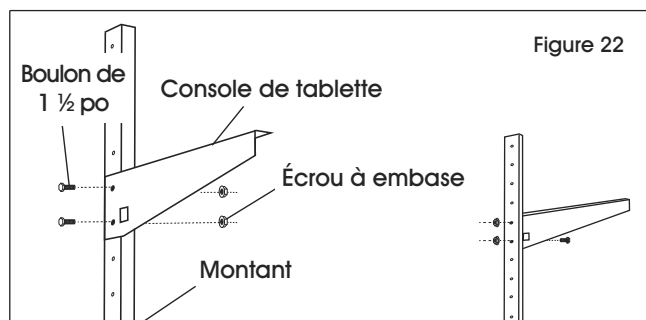 Figure 22
Boulon de
1 ½ po
Console de tablette
Écrou à embase
Montant